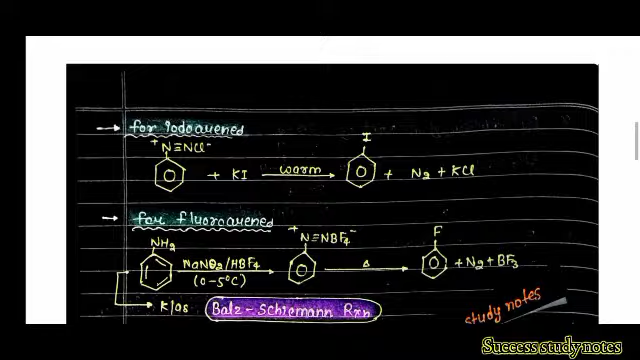 → for Iodoarenes
+
N≡NCl⁻ + KI warm → I + N2 + KCl
→ for fluoroarenes
NH2 NaNO2/HBF4 (0-5°C) → + N≡NBF4⁻ Δ → F + N2 + BF3
→ K/as Balz-Schiemann Rxn
study notes
Success study notes